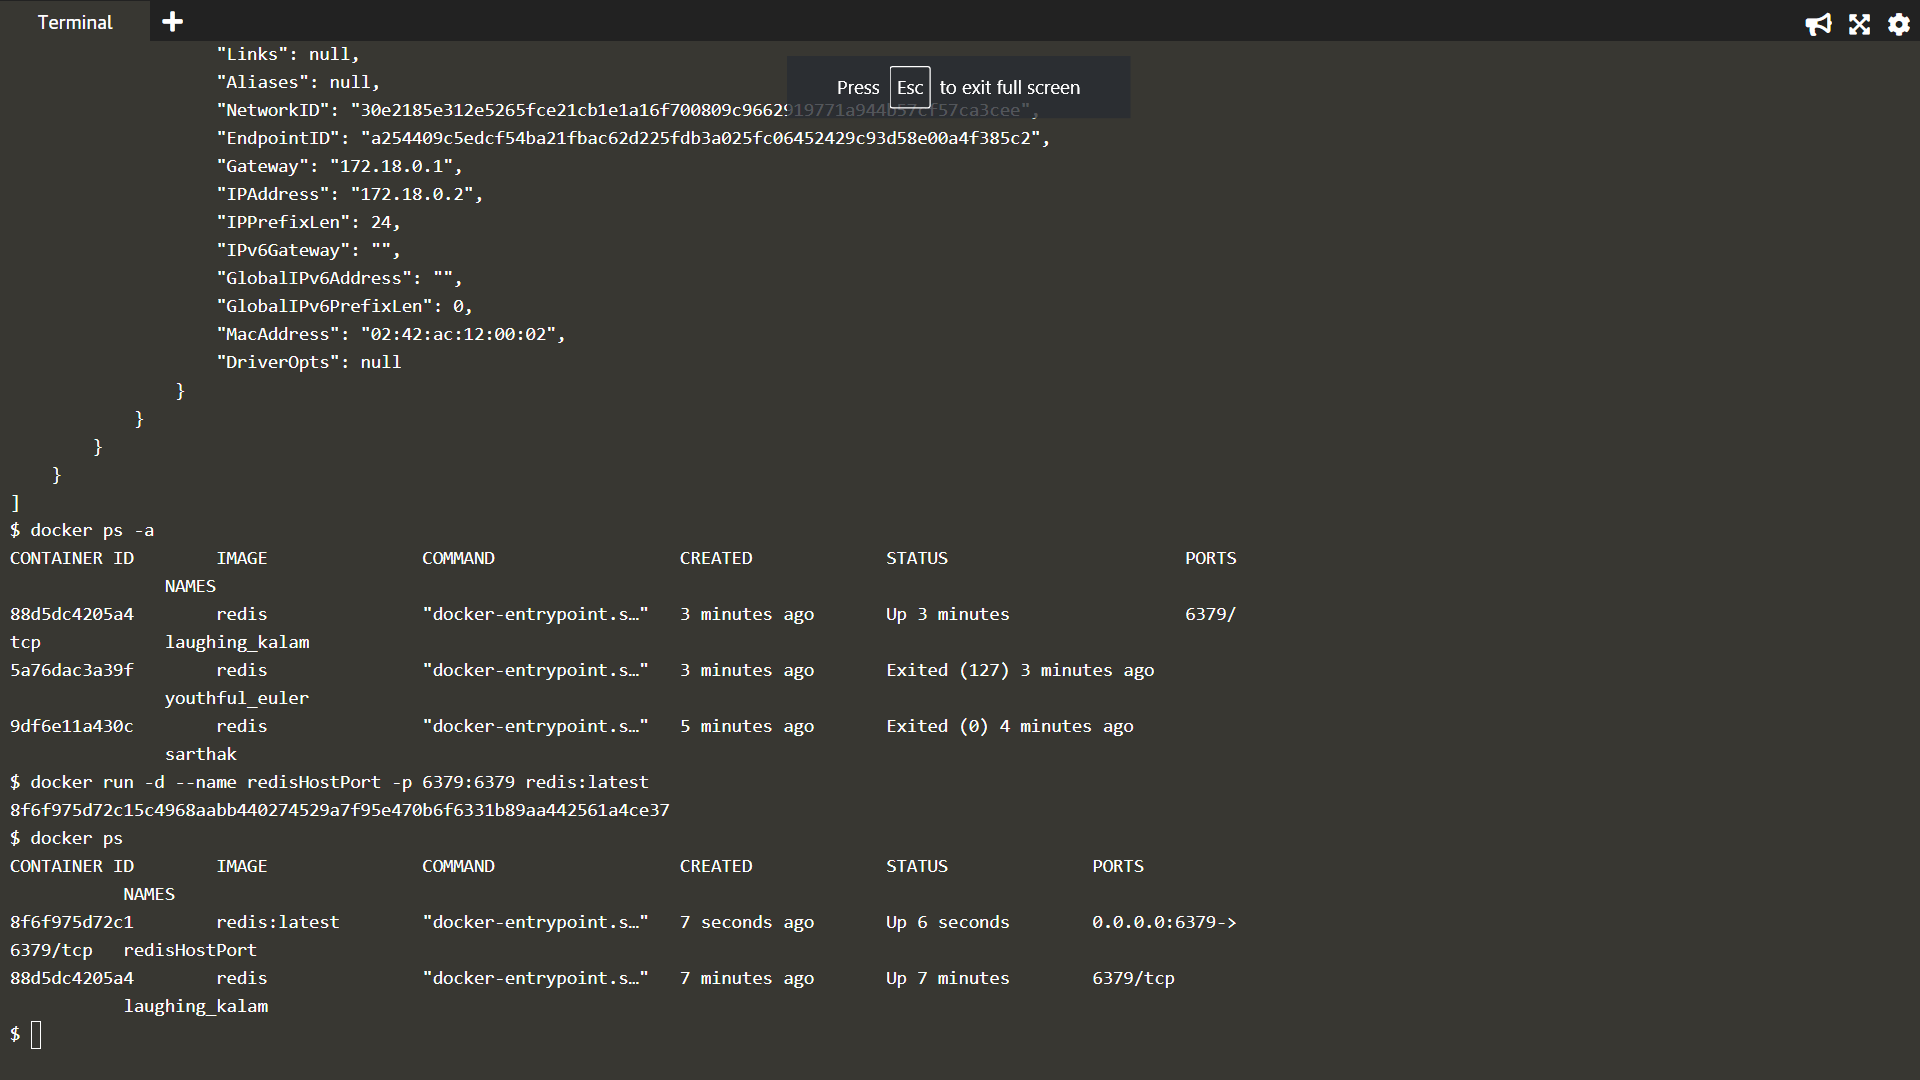 Terminal
"Links": null,
"Aliases": null,
Press Esc to exit full screen
"NetworkID": "30e2185e312e5265fce21cb1e1a16f700809c9662919771a944b57cf57ca3cee",
"EndpointID": "a254409c5edcf54ba21fbac62d225fdb3a025fc06452429c93d58e00a4f385c2",
"Gateway": "172.18.0.1",
"IPAddress": "172.18.0.2",
"IPPrefixLen": 24,
"IPv6Gateway": "",
"GlobalIPv6Address": "",
"GlobalIPv6PrefixLen": 0,
"MacAddress": "02:42:ac:12:00:02",
"DriverOpts": null
}
}
}
}
]
$ docker ps -a
CONTAINER ID IMAGE COMMAND CREATED STATUS PORTS
NAMES
88d5dc4205a4 redis "docker-entrypoint.s…" 3 minutes ago Up 3 minutes 6379/
tcp laughing_kalam
5a76dac3a39f redis "docker-entrypoint.s…" 3 minutes ago Exited (127) 3 minutes ago
youthful_euler
9df6e11a430c redis "docker-entrypoint.s…" 5 minutes ago Exited (0) 4 minutes ago
sarthak
$ docker run -d --name redisHostPort -p 6379:6379 redis:latest
8f6f975d72c15c4968aabb440274529a7f95e470b6f6331b89aa442561a4ce37
$ docker ps
CONTAINER ID IMAGE COMMAND CREATED STATUS PORTS
NAMES
8f6f975d72c1 redis:latest "docker-entrypoint.s…" 7 seconds ago Up 6 seconds 0.0.0.0:6379->
6379/tcp redisHostPort
88d5dc4205a4 redis "docker-entrypoint.s…" 7 minutes ago Up 7 minutes 6379/tcp
laughing_kalam
$